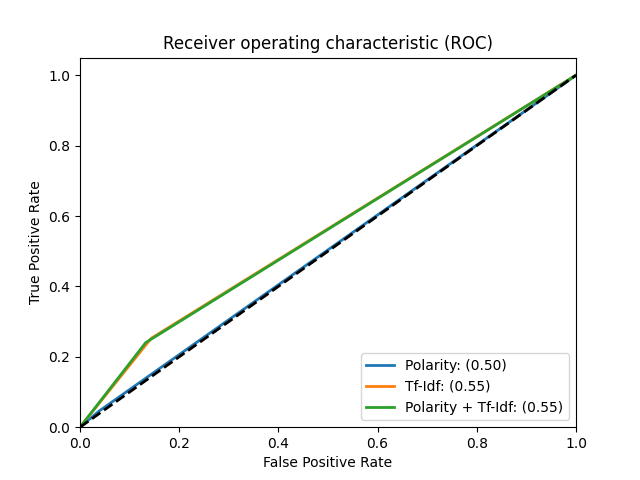 Receiver operating characteristic (ROC)
True Positive Rate
1.0
0.8
0.6
0.4
0.2
0.0
0.0 0.2 0.4 0.6 0.8 1.0
False Positive Rate
Polarity: (0.50)
Tf-Idf: (0.55)
Polarity + Tf-Idf: (0.55)